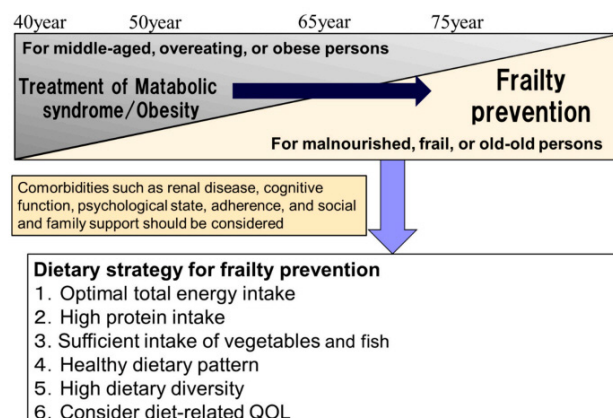 40year 50year 65year 75year
For middle-aged, overeating, or obese persons
Treatment of Matabolic
syndrome/Obesity
Frailty
prevention
For malnourished, frail, or old-old persons
Comorbidities such as renal disease, cognitive
function, psychological state, adherence, and social
and family support should be considered
Dietary strategy for frailty prevention
1. Optimal total energy intake
2. High protein intake
3. Sufficient intake of vegetables and fish
4. Healthy dietary pattern
5. High dietary diversity
6. Consider diet-related QOL